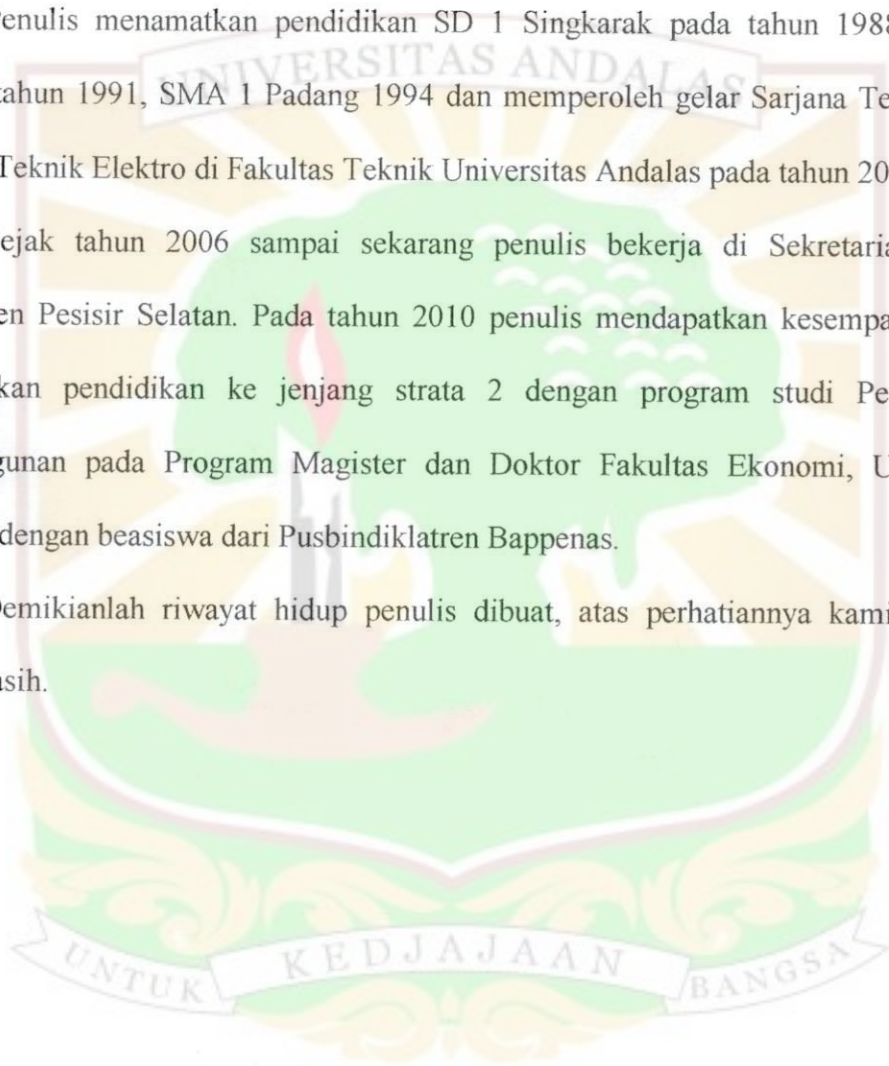 enulis menamatkan pendidikan SD 1 Singkarak pada tahun 1988
UNIVERSITAS ANDALAS
tahun 1991, SMA 1 Padang 1994 dan memperoleh gelar Sarjana Te
Teknik Elektro di Fakultas Teknik Universitas Andalas pada tahun 20
ejak tahun 2006 sampai sekarang penulis bekerja di Sekretaria
en Pesisir Selatan. Pada tahun 2010 penulis mendapatkan kesempa
kan pendidikan ke jenjang strata 2 dengan program studi Pe
gunan pada Program Magister dan Doktor Fakultas Ekonomi, U
dengan beasiswa dari Pusbindiklatren Bappenas.
emikianlah riwayat hidup penulis dibuat, atas perhatiannya kami
asih.
UNTUK KEDJAJAAN BANGSA